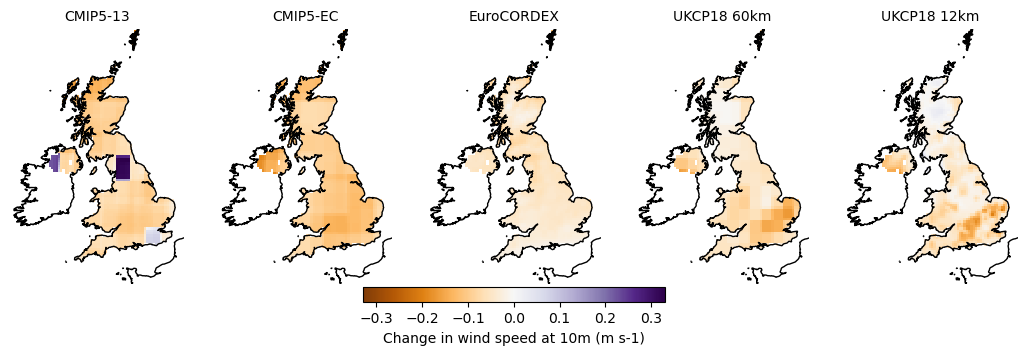 CMIP5-13 CMIP5-EC EuroCORDEX UKCP18 60km UKCP18 12km
−0.3 −0.2 −0.1 0.0 0.1 0.2 0.3
Change in wind speed at 10m (m s-1)